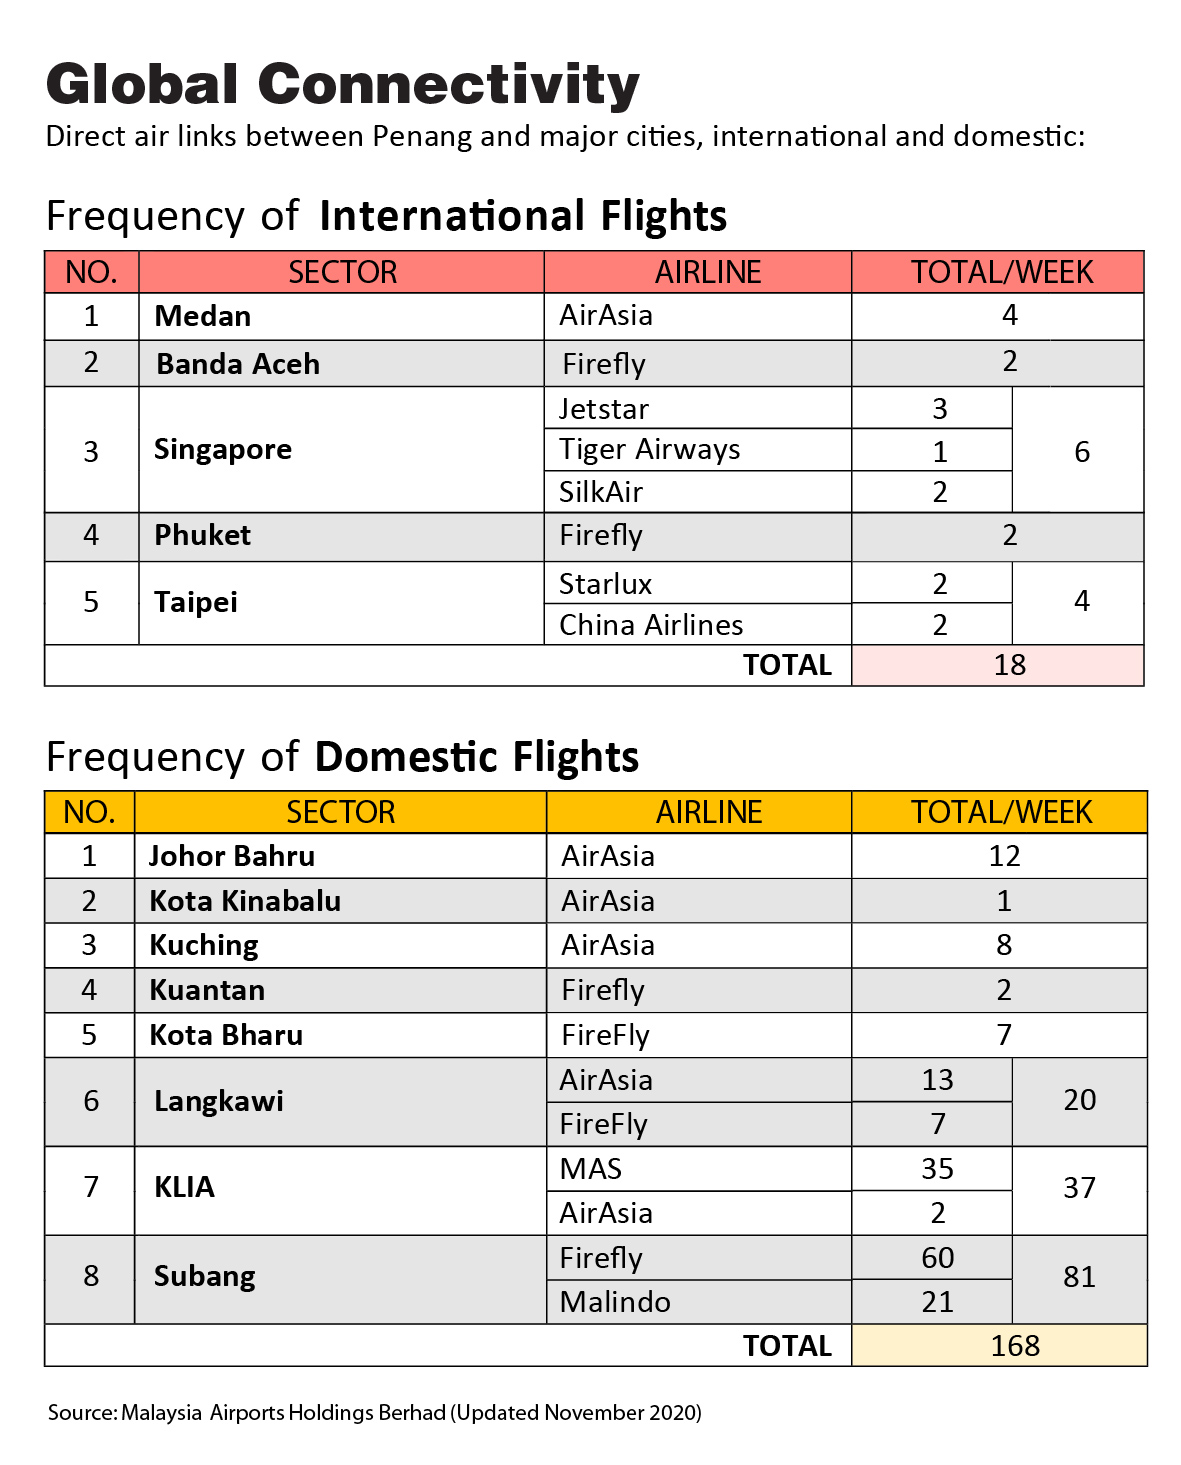 Global Connectivity
Direct air links between Penang and major cities, international and domestic:
Frequency of International Flights
NO. SECTOR AIRLINE TOTAL/WEEK
1 Medan AirAsia 4
2 Banda Aceh Firefly 2
3 Singapore Jetstar 3 6
Tiger Airways 1
SilkAir 2
4 Phuket Firefly 2
5 Taipei Starlux 2 4
China Airlines 2
TOTAL 18
Frequency of Domestic Flights
NO. SECTOR AIRLINE TOTAL/WEEK
1 Johor Bahru AirAsia 12
2 Kota Kinabalu AirAsia 1
3 Kuching AirAsia 8
4 Kuantan Firefly 2
5 Kota Bharu FireFly 7
6 Langkawi AirAsia 13 20
FireFly 7
7 KLIA MAS 35 37
AirAsia 2
8 Subang Firefly 60 81
Malindo 21
TOTAL 168
Source: Malaysia Airports Holdings Berhad (Updated November 2020)